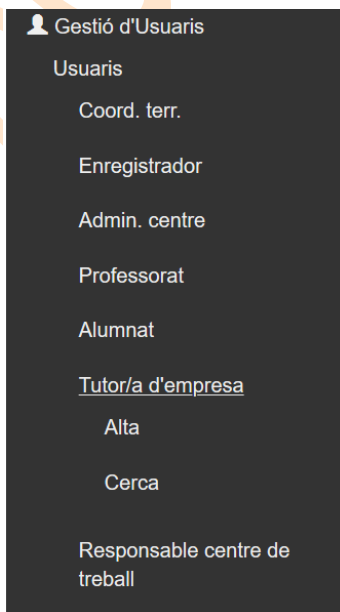 Gestió d'Usuaris
Usuaris
Coord. terr.
Enregistrador
Admin. centre
Professorat
Alumnat
Tutor/a d'empresa
Alta
Cerca
Responsable centre de
treball